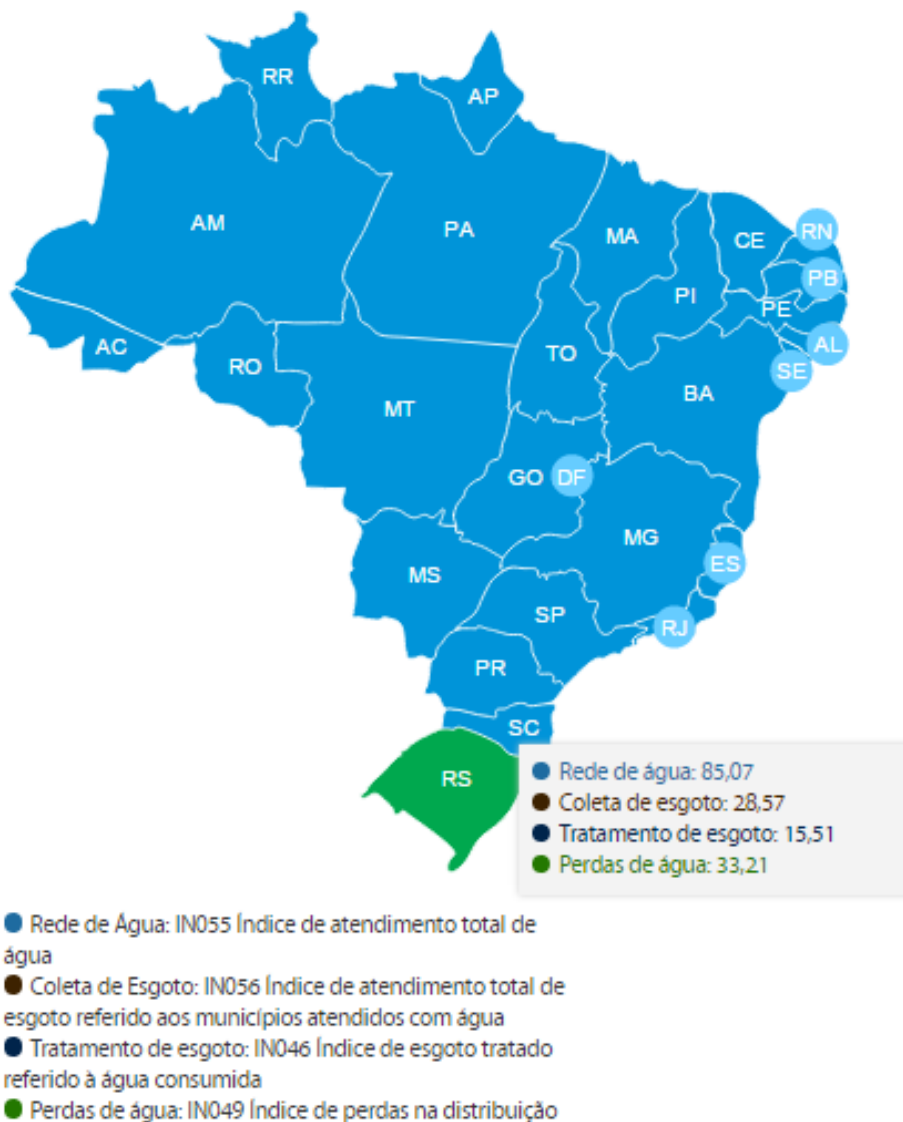 RR
AP
AM
PA
MA
CE
RN
PI
PB
PE
AC
RO
TO
AL
SE
MT
BA
GO
DF
MG
MS
ES
SP
RJ
PR
SC
RS
Rede de água: 85,07
Coleta de esgoto: 28,57
Tratamento de esgoto: 15,51
Perdas de água: 33,21
Rede de Água: IN055 Índice de atendimento total de
água
Coleta de Esgoto: IN056 Índice de atendimento total de
esgoto referido aos municípios atendidos com água
Tratamento de esgoto: IN046 Índice de esgoto tratado
referido à água consumida
Perdas de água: IN049 Índice de perdas na distribuição